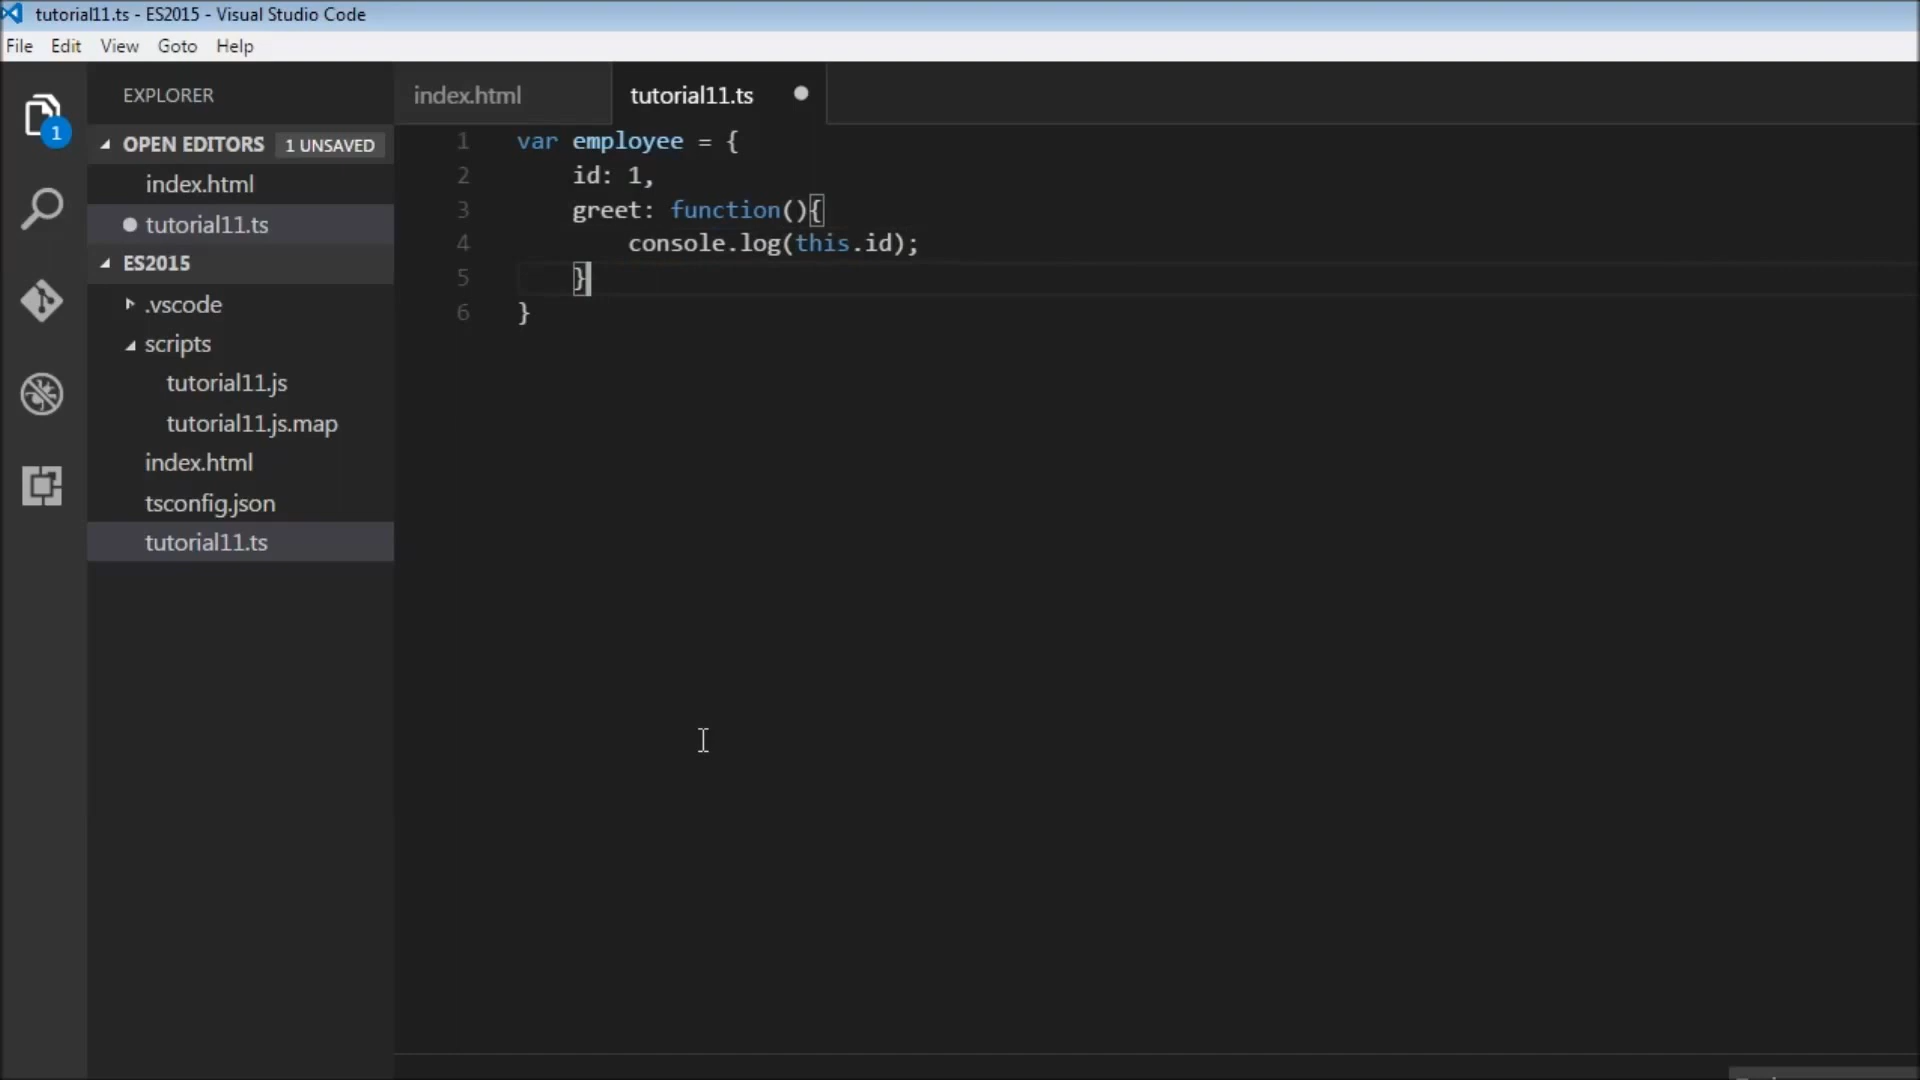 tutorial11.ts - ES2015 - Visual Studio Code
File Edit View Goto Help
EXPLORER
1
OPEN EDITORS 1 UNSAVED
index.html
tutorial11.ts
ES2015
.vscode
scripts
tutorial11.js
tutorial11.js.map
index.html
tsconfig.json
tutorial11.ts
index.html tutorial11.ts
1 var employee = {
2     id: 1,
3     greet: function(){
4         console.log(this.id);
5     }
6 }